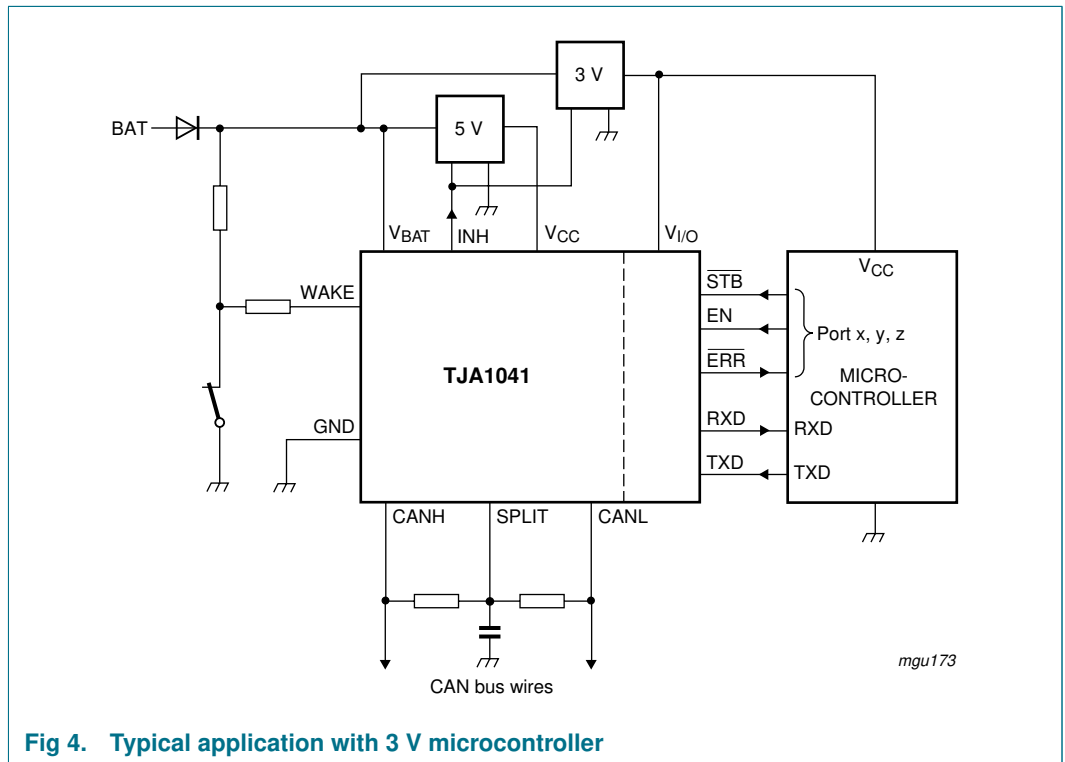 3 V
BAT
5 V
VBAT
INH
VCC
VI/O
VCC
WAKE
STB
EN
Port x, y, z
TJA1041
ERR
MICRO-
CONTROLLER
GND
RXD
RXD
TXD
TXD
CANH
SPLIT
CANL
mgu173
CAN bus wires
Fig 4. Typical application with 3 V microcontroller